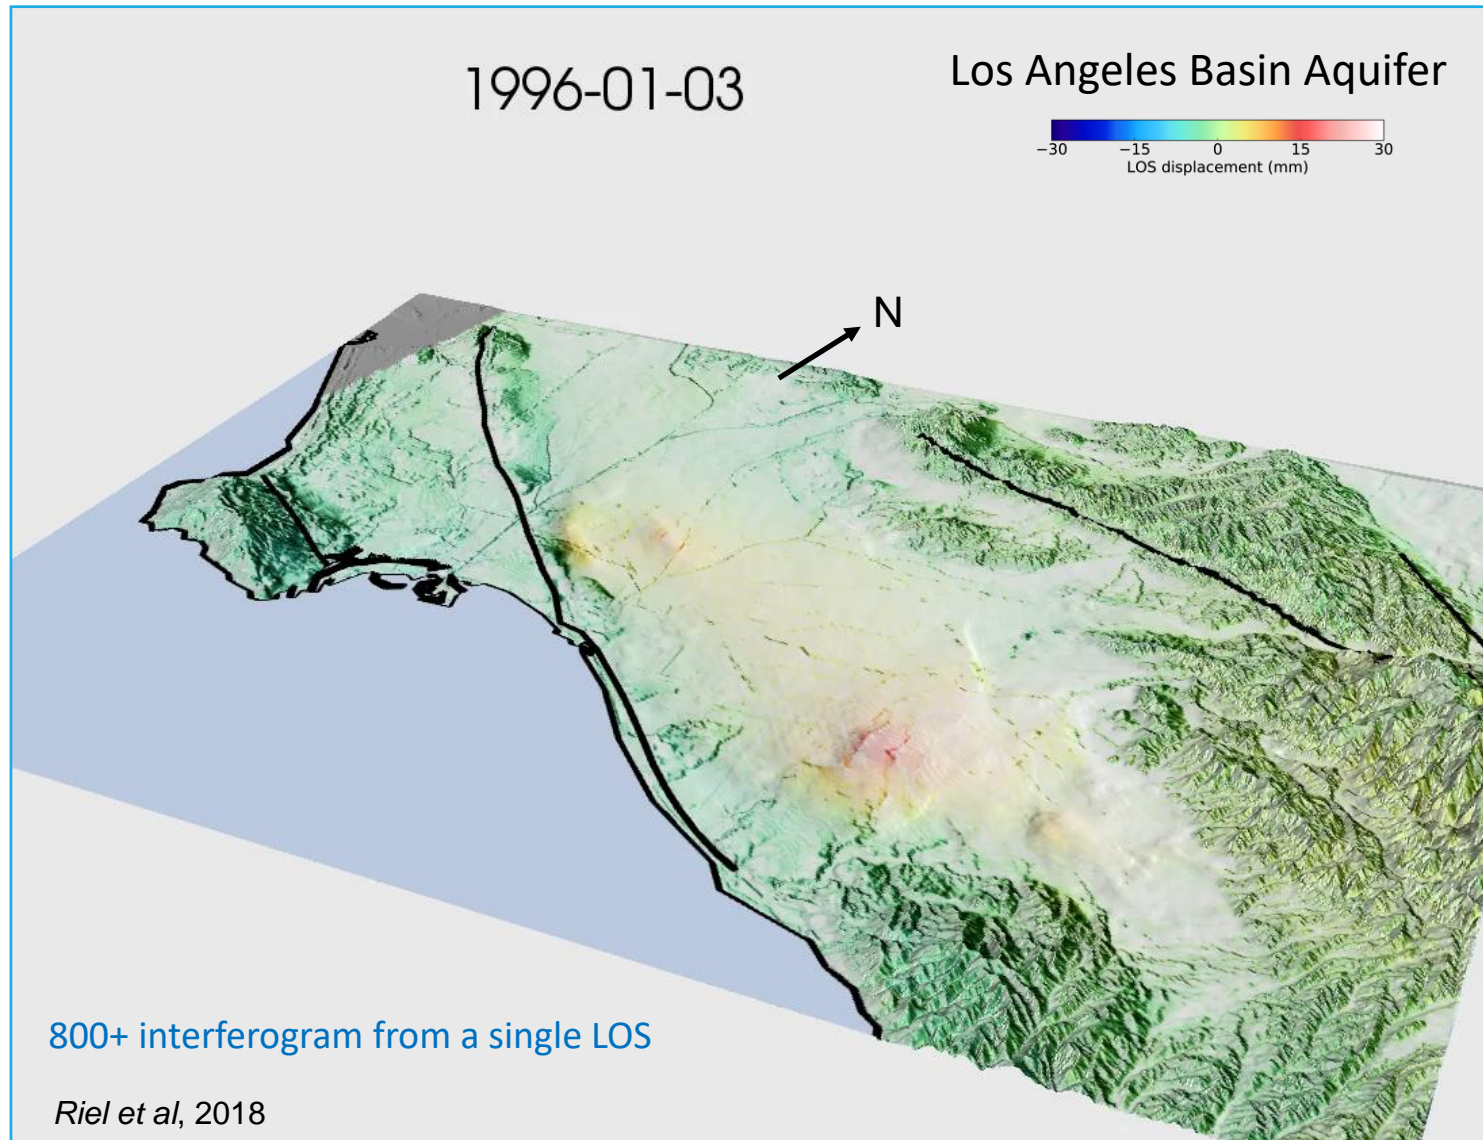 1996-01-03
Los Angeles Basin Aquifer
−30 −15 0 15 30
LOS displacement (mm)
N
800+ interferogram from a single LOS
Riel et al, 2018